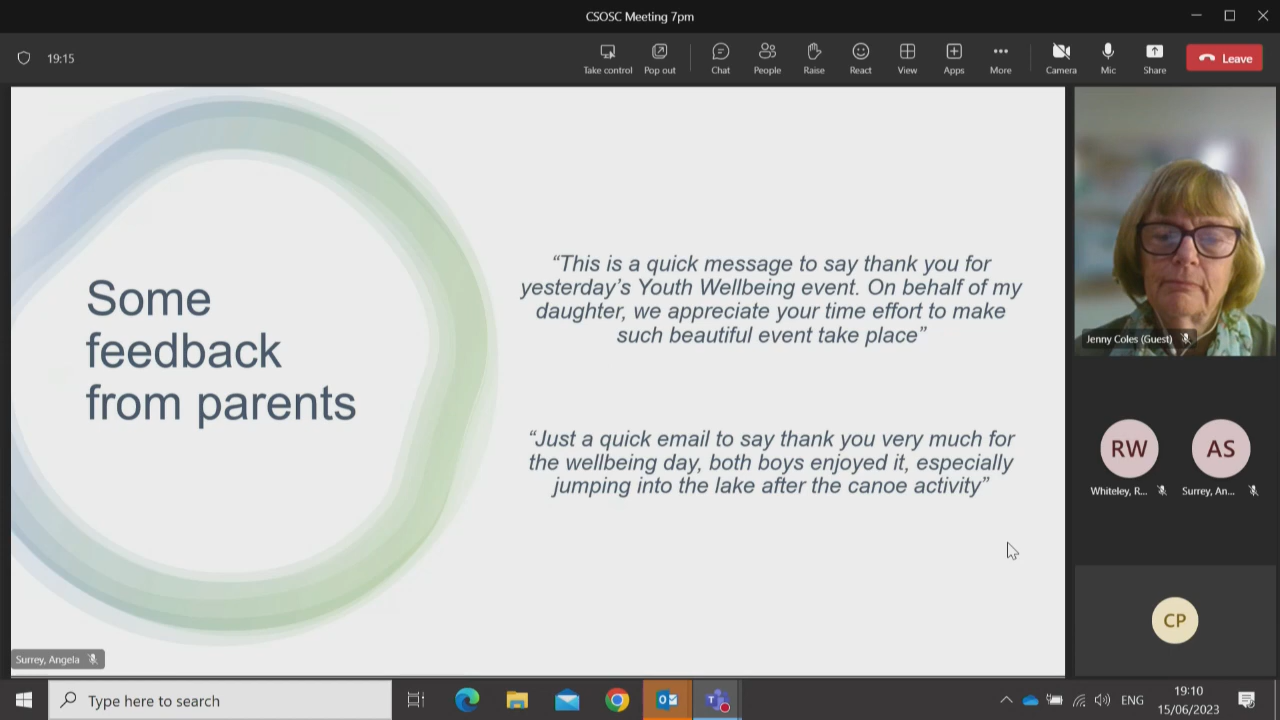 CSOSC Meeting 7pm
19:15
Take control
Pop out
Chat
People
Raise
React
View
Apps
More
Camera
Mic
Share
Leave
Some
feedback
from parents
“This is a quick message to say thank you for
yesterday’s Youth Wellbeing event. On behalf of my
daughter, we appreciate your time effort to make
such beautiful event take place”
“Just a quick email to say thank you very much for
the wellbeing day, both boys enjoyed it, especially
jumping into the lake after the canoe activity”
Surrey, Angela
Jenny Coles (Guest)
RW
AS
Whiteley, R...
Surrey, An...
CP
Type here to search
ENG
19:10
15/06/2023